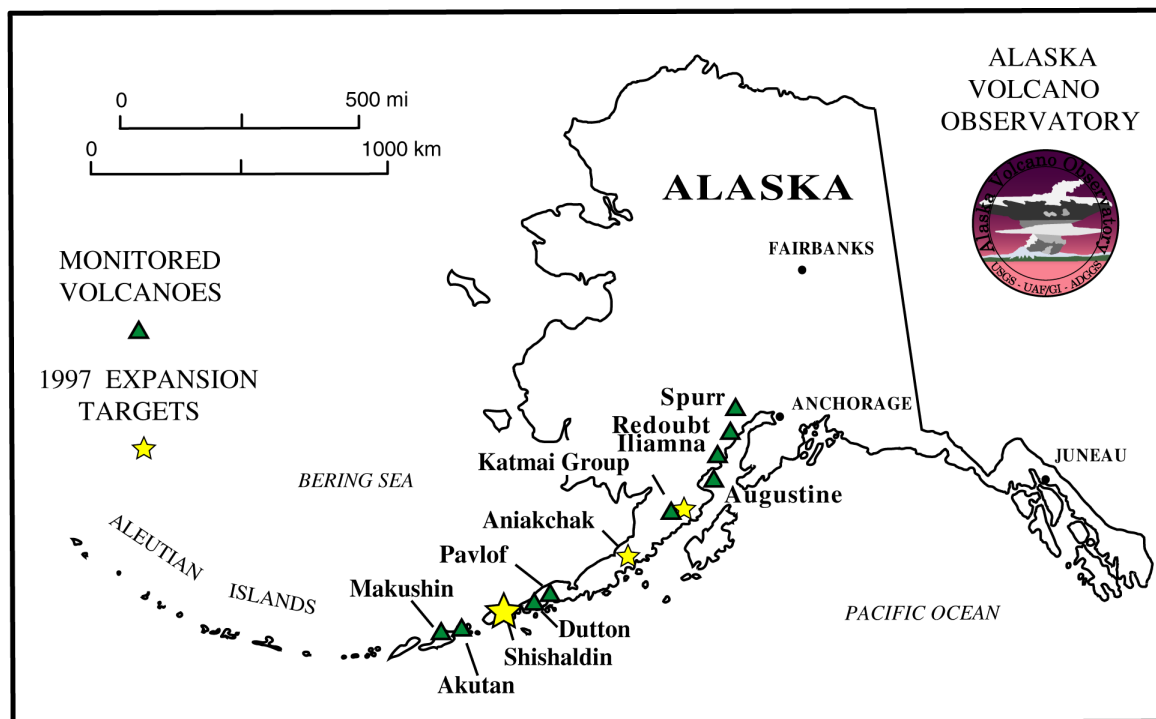 0 500 mi
0 1000 km
ALASKA
VOLCANO
OBSERVATORY
Alaska Volcano Observatory
USGS - UAF/GI - ADGGS
ALASKA
FAIRBANKS
MONITORED
VOLCANOES
1997 EXPANSION
TARGETS
Spurr
ANCHORAGE
Redoubt
Iliamna
Katmai Group
JUNEAU
BERING SEA
Augustine
Aniakchak
Pavlof
ALEUTIAN ISLANDS
Makushin
PACIFIC OCEAN
Dutton
Shishaldin
Akutan